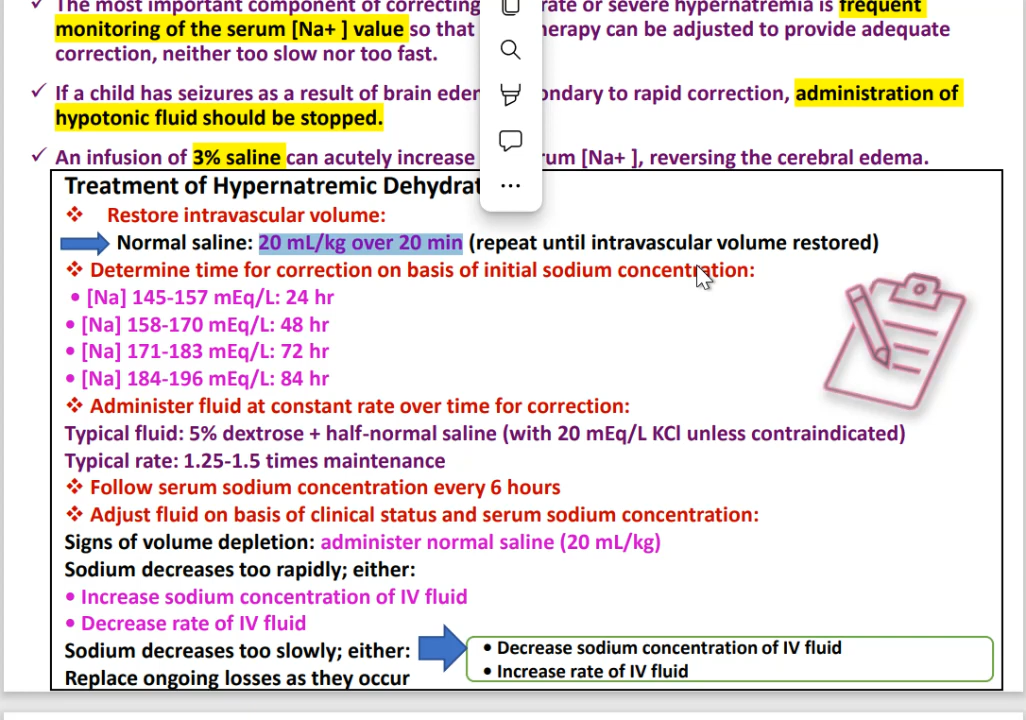 ✓ The most important component of correcting rate or severe hypernatremia is frequent
monitoring of the serum [Na+ ] value so that herapy can be adjusted to provide adequate
correction, neither too slow nor too fast.
✓ If a child has seizures as a result of brain eder ondary to rapid correction, administration of
hypotonic fluid should be stopped.
✓ An infusion of 3% saline can acutely increase rum [Na+ ], reversing the cerebral edema.
Treatment of Hypernatremic Dehydrat
❖ Restore intravascular volume:
Normal saline: 20 mL/kg over 20 min (repeat until intravascular volume restored)
❖ Determine time for correction on basis of initial sodium concentration:
• [Na] 145-157 mEq/L: 24 hr
• [Na] 158-170 mEq/L: 48 hr
• [Na] 171-183 mEq/L: 72 hr
• [Na] 184-196 mEq/L: 84 hr
❖ Administer fluid at constant rate over time for correction:
Typical fluid: 5% dextrose + half-normal saline (with 20 mEq/L KCl unless contraindicated)
Typical rate: 1.25-1.5 times maintenance
❖ Follow serum sodium concentration every 6 hours
❖ Adjust fluid on basis of clinical status and serum sodium concentration:
Signs of volume depletion: administer normal saline (20 mL/kg)
Sodium decreases too rapidly; either:
• Increase sodium concentration of IV fluid
• Decrease rate of IV fluid
Sodium decreases too slowly; either:
• Decrease sodium concentration of IV fluid
• Increase rate of IV fluid
Replace ongoing losses as they occur